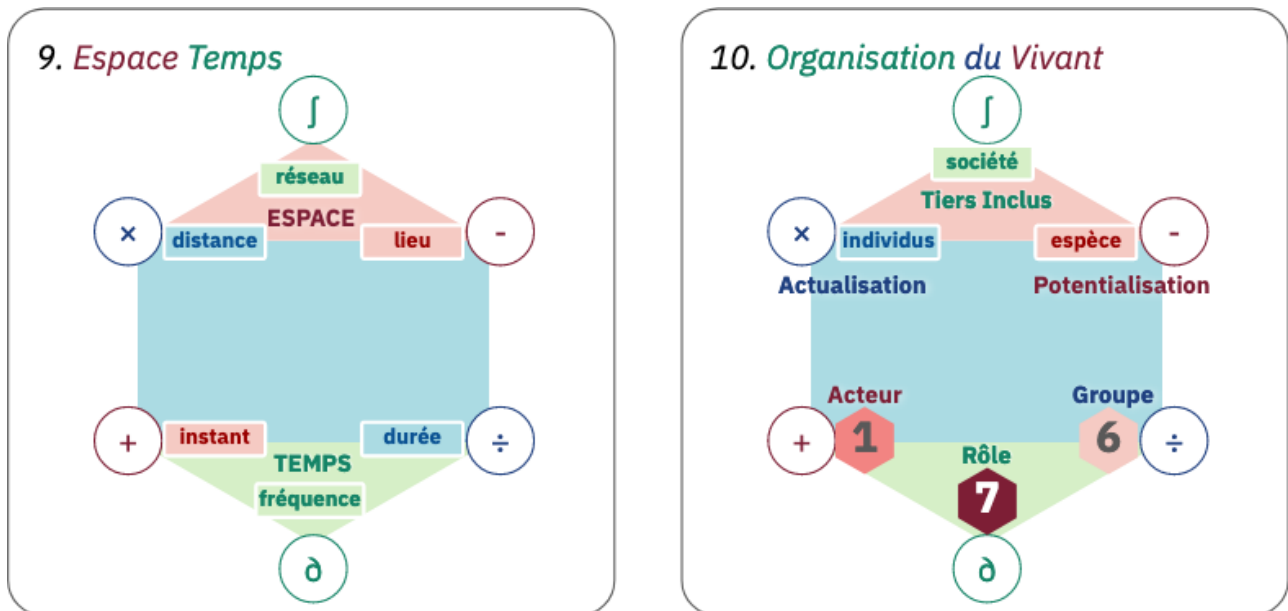 9. Espace Temps
∫
réseau
ESPACE
×
distance
lieu
-
+
instant
durée
÷
TEMPS
fréquence
∂
10. Organisation du Vivant
∫
société
Tiers Inclus
×
individus
espèce
-
Actualisation
Potentialisation
Acteur
Groupe
+
1
6
÷
Rôle
7
∂